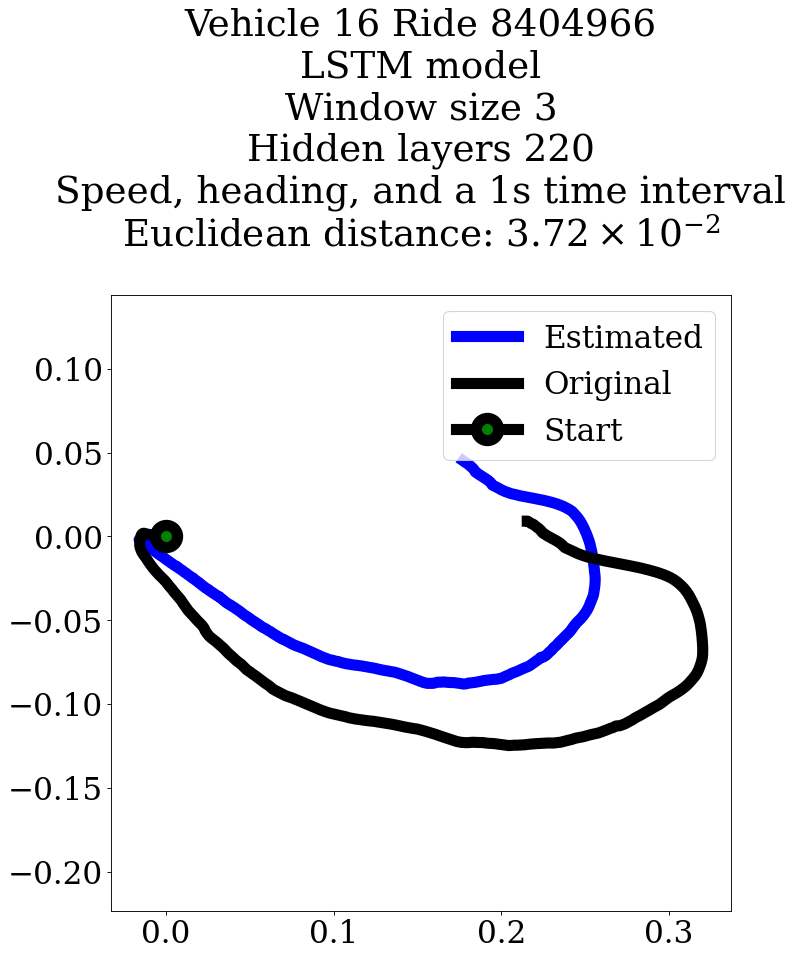 Vehicle 16 Ride 8404966
LSTM model
Window size 3
Hidden layers 220
Speed, heading, and a 1s time interval
Euclidean distance: 3.72 × 10⁻²
Estimated
Original
Start
0.10
0.05
0.00
−0.05
−0.10
−0.15
−0.20
0.0 0.1 0.2 0.3